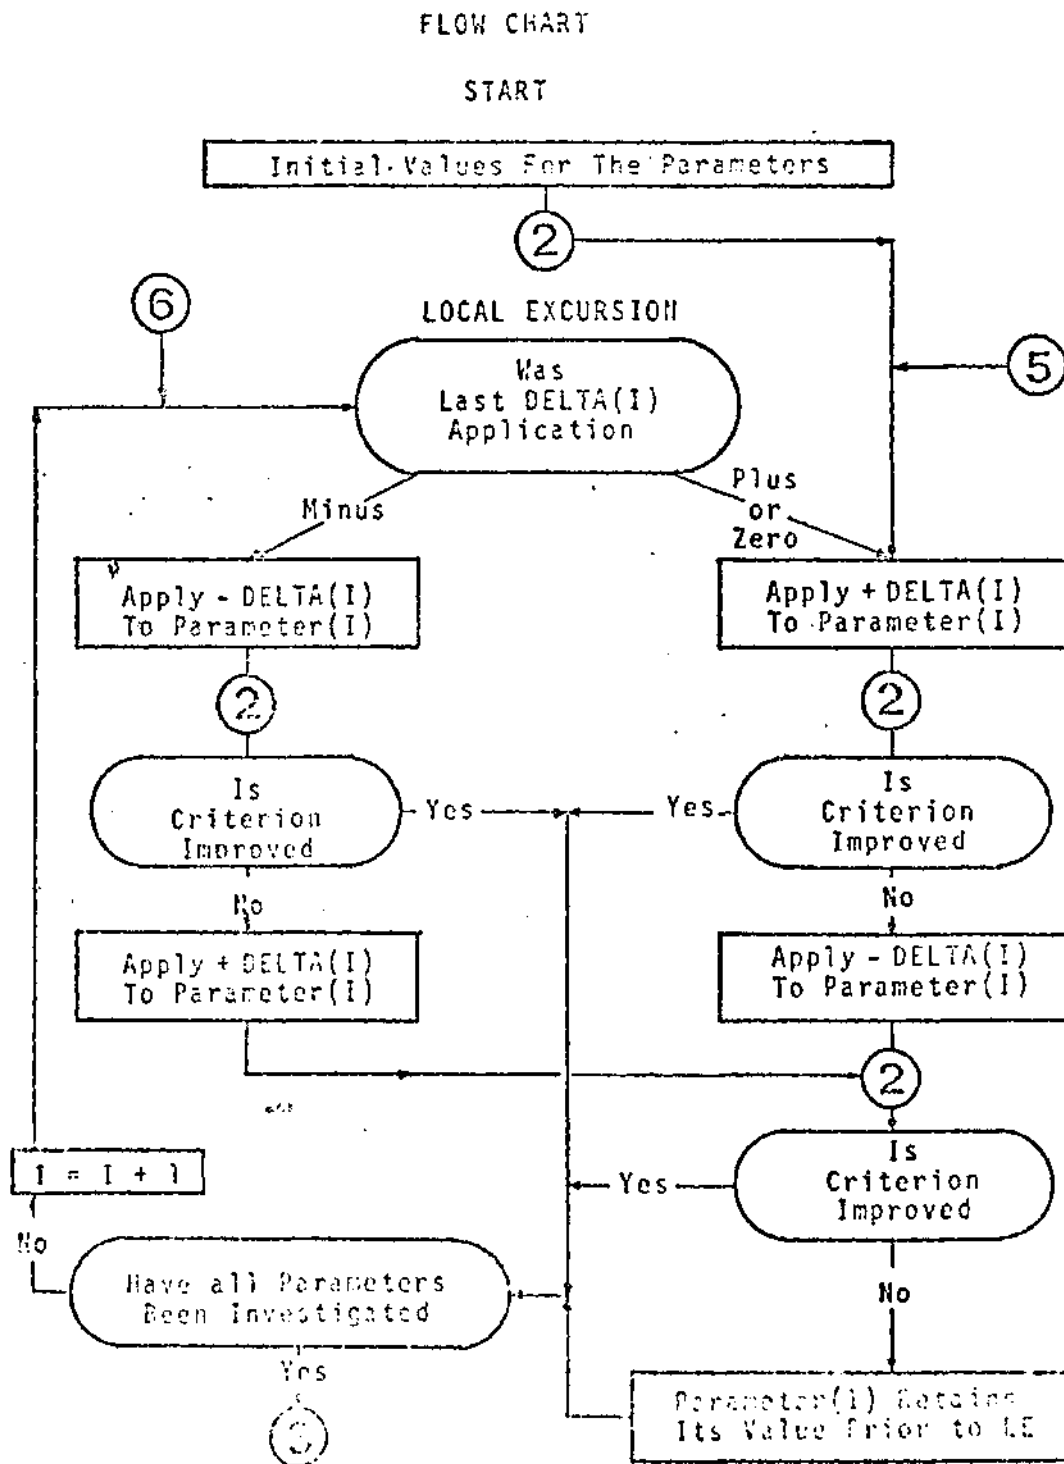 FLOW CHART
START
Initial Values For The Parameters
2
6
LOCAL EXCURSION
5
Was
Last DELTA(I)
Application
Minus
Plus
or
Zero
Apply - DELTA(I)
To Parameter(I)
Apply + DELTA(I)
To Parameter(I)
2
2
Is
Criterion
Improved
Yes
Yes
Is
Criterion
Improved
No
No
Apply + DELTA(I)
To Parameter(I)
Apply - DELTA(I)
To Parameter(I)
2
I = I + 1
Is
Criterion
Improved
Yes
No
Have all Parameters
Been Investigated
No
Yes
3
Parameter(I) Retains
Its Value Prior to LE